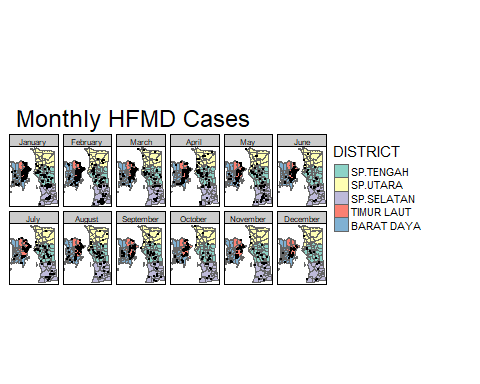 Monthly HFMD Cases
January February March April May June
July August September October November December
DISTRICT
SP.TENGAH
SP.UTARA
SP.SELATAN
TIMUR LAUT
BARAT DAYA